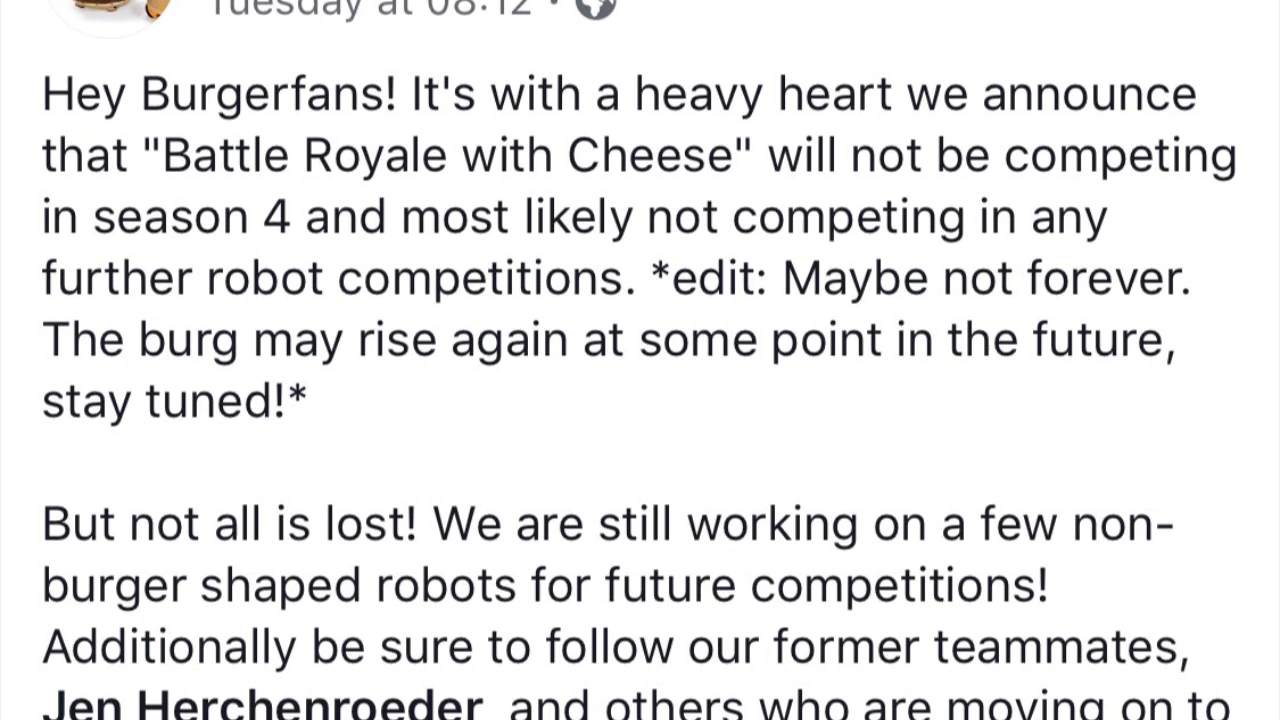 Tuesday at 08:12 ·
Hey Burgerfans! It's with a heavy heart we announce
that "Battle Royale with Cheese" will not be competing
in season 4 and most likely not competing in any
further robot competitions. *edit: Maybe not forever.
The burg may rise again at some point in the future,
stay tuned!*
But not all is lost! We are still working on a few non-
burger shaped robots for future competitions!
Additionally be sure to follow our former teammates,
Jen Herchenroeder, and others who are moving on to